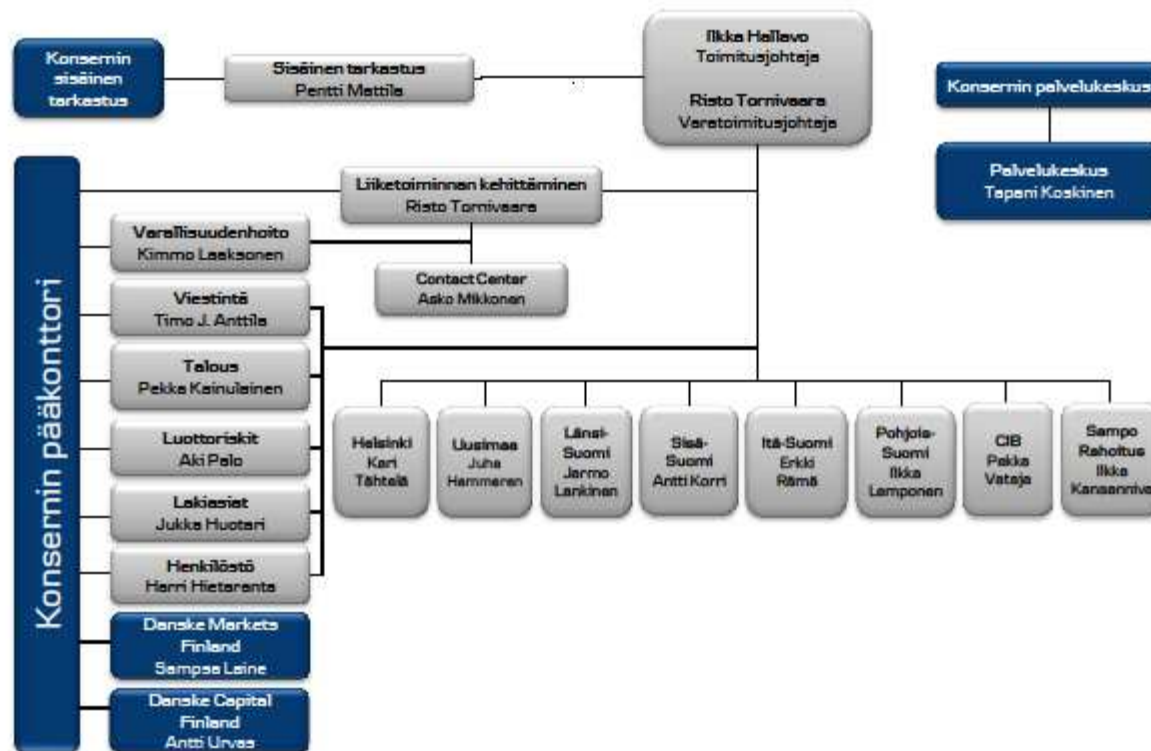 Konsernin
sisäinen
tarkastus
Sisäinen tarkastus
Pentti Mattila
Ilkka Hallavo
Toimitusjohtaja
Risto Tornivaara
Varatoimitusjohtaja
Konsernin palvelukeskus
Palvelukeskus
Tapani Koskinen
Konsernin pääkonttori
Liiketoiminnan kehittäminen
Risto Tornivaara
Varallisuudenhoito
Kimmo Laaksonen
Contact Center
Asko Mikkonen
Viestintä
Timo J. Anttila
Talous
Pekka Kainulainen
Luottoriskit
Aki Palo
Lakiasiat
Jukka Huotari
Henkilöstö
Harri Hietaranta
Danske Markets
Finland
Sampsa Laine
Danske Capital
Finland
Antti Urvas
Helsinki
Kari
Tähtelä
Uusimaa
Juha
Hammaren
Länsi-
Suomi
Jarmo
Lankinen
Sisä-
Suomi
Antti Korri
Itä-Suomi
Erkki
Rämä
Pohjois-
Suomi
Ilkka
Lamponen
CIB
Pekka
Vataja
Sampo
Rahoitus
Ilkka